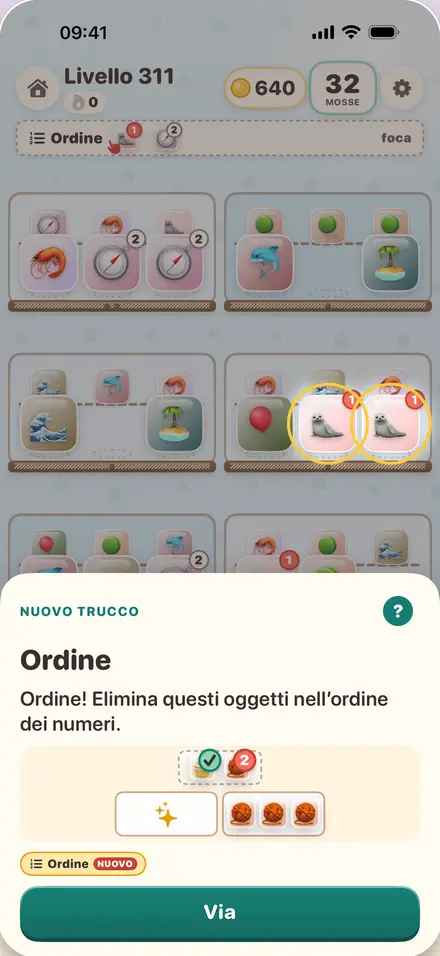 09:41
Livello 311
0
640
32
MOSSE
Ordine
1
2
foca
2
2
1
1
2
1
NUOVO TRUCCO
?
Ordine
Ordine! Elimina questi oggetti nell’ordine
dei numeri.
2
Ordine NUOVO
Via